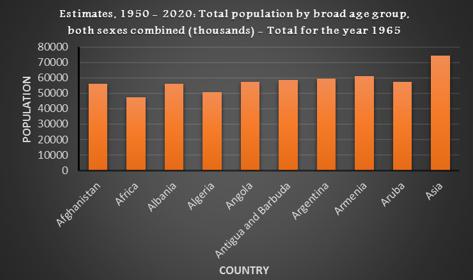 Estimates, 1950 – 2020: Total population by broad age group,
both sexes combined (thousands) – Total for the year 1965
80000
70000
60000
50000
40000
30000
20000
10000
0
POPULATION
Afghanistan
Africa
Albania
Algeria
Angola
Antigua and Barbuda
Argentina
Armenia
Aruba
Asia
COUNTRY